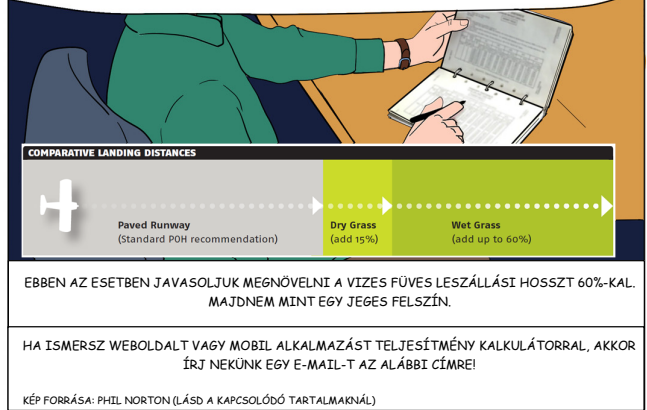 COMPARATIVE LANDING DISTANCES
Paved Runway
(Standard POH recommendation)
Dry Grass
(add 15%)
Wet Grass
(add up to 60%)
EBBEN AZ ESETBEN JAVASOLJUK MEGNÖVELNI A VIZES FÜVES LESZÁLLÁSI HOSSZT 60%-KAL.
MAJDNEM MINT EGY JEGES FELSZÍN.
HA ISMERSZ WEBOLDALT VAGY MOBIL ALKALMAZÁST TELJESÍTMÉNY KALKULÁTORRAL, AKKOR
ÍRJ NEKÜNK EGY E-MAIL-T AZ ALÁBBI CÍMRE!
KÉP FORRÁSA: PHIL NORTON (LÁSD A KAPCSOLÓDÓ TARTALMAKNÁL)